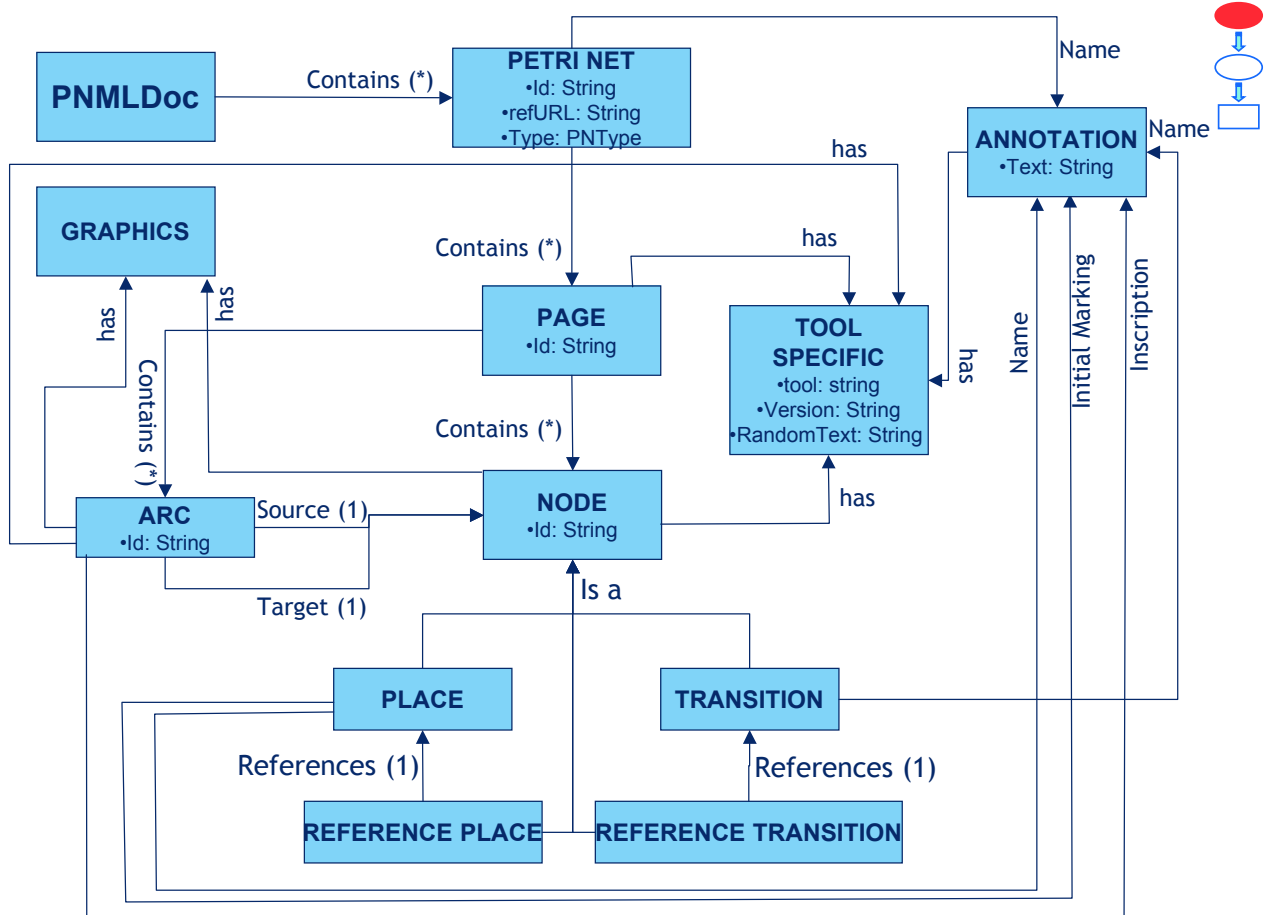 Name
PETRI NET
•Id: String
•refURL: String
•Type: PNType
Contains (*)
PNMLDoc
Name
ANNOTATION
•Text: String
has
GRAPHICS
has
Contains (*)
has
has
PAGE
•Id: String
TOOL
SPECIFIC
•tool: string
•Version: String
•RandomText: String
has
Name
Initial Marking
Inscription
Contains (*)
Contains (*)
ARC
•Id: String
Source (1)
NODE
•Id: String
has
Target (1)
Is a
PLACE
TRANSITION
References (1)
References (1)
REFERENCE PLACE
REFERENCE TRANSITION